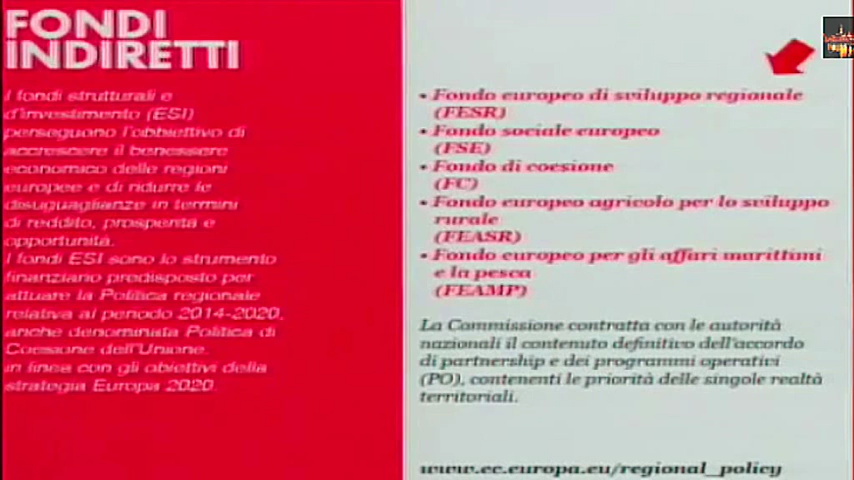 FONDI
INDIRETTI
I fondi strutturali e
d'investimento (ESI)
perseguono l'obbiettivo di
accrescere il benessere
economico delle regioni
europee e di ridurre le
disuguaglianze in termini
di reddito, prosperità e
opportunità.
I fondi ESI sono lo strumento
finanziario predisposto per
attuare la Politica regionale
relativa al periodo 2014-2020,
anche denominata Politica di
Coesione dell'Unione,
in linea con gli obiettivi della
strategia Europa 2020.
• Fondo europeo di sviluppo regionale
(FESR)
• Fondo sociale europeo
(FSE)
• Fondo di coesione
(FC)
• Fondo europeo agricolo per lo sviluppo
rurale
(FEASR)
• Fondo europeo per gli affari marittimi
e la pesca
(FEAMP)
La Commissione contratta con le autorità
nazionali il contenuto definitivo dell'accordo
di partnership e dei programmi operativi
(PO), contenenti le priorità delle singole realtà
territoriali.
www.ec.europa.eu/regional_policy